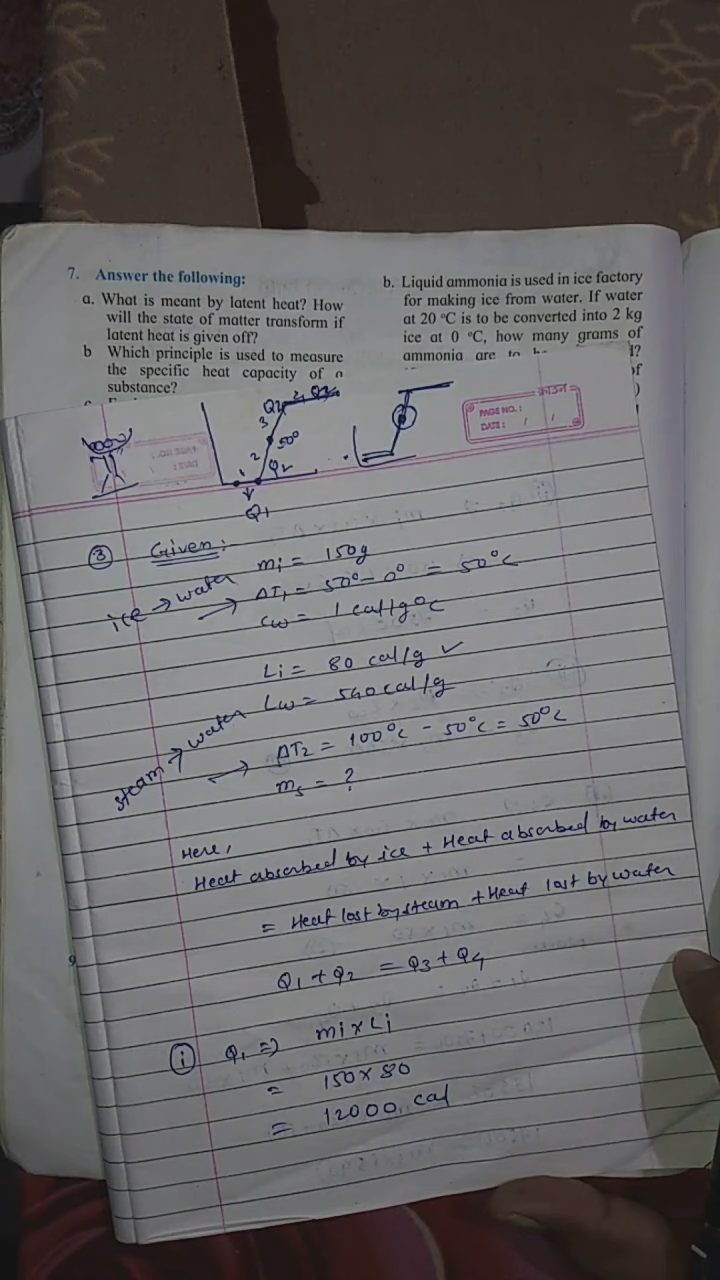 7. Answer the following:
a. What is meant by latent heat? How
will the state of matter transform if
latent heat is given off?
b Which principle is used to measure
the specific heat capacity of a
substance?
b. Liquid ammonia is used in ice factory
for making ice from water. If water
at 20 °C is to be converted into 2 kg
ice at 0 °C, how many grams of
ammonia are to
PAGE NO.:
DATE: / /
3
2
50°
Q2
Q1
③ Given:
ice → water
mi = 150g
→ ΔT1 = 50° - 0° = 50°C
Cw = 1 cal/g°C
Li = 80 cal/g ✓
Lw = 540 cal/g
steam → water
→ ΔT2 = 100°C - 50°C = 50°C
ms = ?
Here,
Heat absorbed by ice + Heat absorbed by water
= Heat lost by steam + Heat lost by water
Q1 + Q2 = Q3 + Q4
(i) Q1 ⇒ mi x Li
= 150 x 80
= 12000 cal